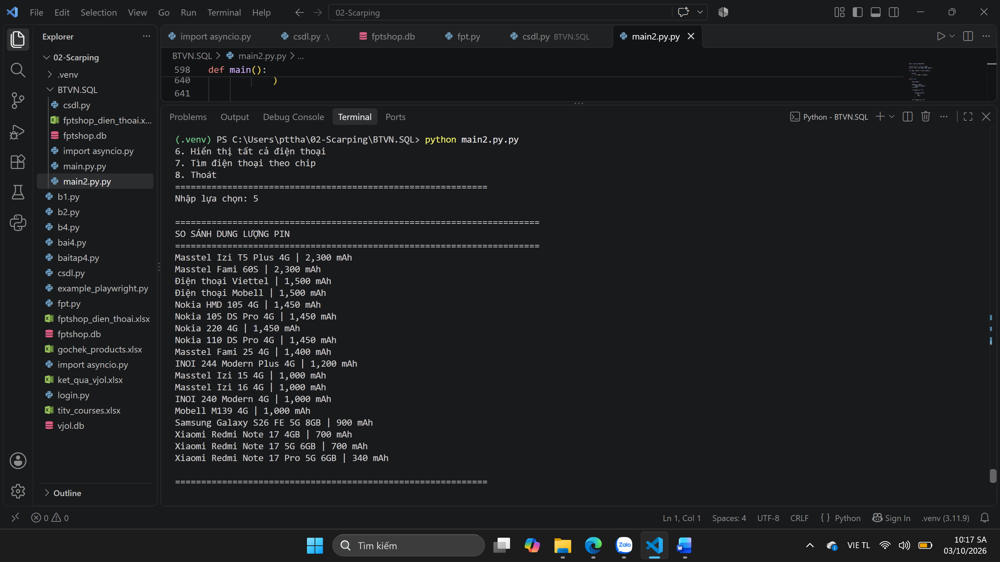 File Edit Selection View Go Run Terminal Help
02-Scarping
Explorer
02-Scarping
.venv
BTVN.SQL
csdl.py
fptshop_dien_thoai.x...
fptshop.db
import asyncio.py
main.py.py
main2.py.py
b1.py
b2.py
b4.py
bai4.py
baitap4.py
csdl.py
example_playwright.py
fpt.py
fptshop_dien_thoai.xlsx
fptshop.db
gochek_products.xlsx
import asyncio.py
ket_qua_vjol.xlsx
login.py
titv_courses.xlsx
vjol.db
Outline
import asyncio.py csdl.py .\ fptshop.db fpt.py csdl.py BTVN.SQL main2.py.py
BTVN.SQL > main2.py.py > ...
598 def main():
640 )
641
Problems Output Debug Console Terminal Ports
Python - BTVN.SQL
(.venv) PS C:\Users\pttha\02-Scarping\BTVN.SQL> python main2.py.py
6. Hiển thị tất cả điện thoại
7. Tìm điện thoại theo chip
8. Thoát
============================================================
Nhập lựa chọn: 5
======================================================================
SO SÁNH DUNG LƯỢNG PIN
======================================================================
Masstel Izi T5 Plus 4G | 2,300 mAh
Masstel Fami 60S | 2,300 mAh
Điện thoại Viettel | 1,500 mAh
Điện thoại Mobell | 1,500 mAh
Nokia HMD 105 4G | 1,450 mAh
Nokia 105 DS Pro 4G | 1,450 mAh
Nokia 220 4G | 1,450 mAh
Nokia 110 DS Pro 4G | 1,450 mAh
Masstel Fami 25 4G | 1,400 mAh
INOI 244 Modern Plus 4G | 1,200 mAh
Masstel Izi 15 4G | 1,000 mAh
Masstel Izi 16 4G | 1,000 mAh
INOI 240 Modern 4G | 1,000 mAh
Mobell M139 4G | 1,000 mAh
Samsung Galaxy S26 FE 5G 8GB | 900 mAh
Xiaomi Redmi Note 17 4GB | 700 mAh
Xiaomi Redmi Note 17 5G 6GB | 700 mAh
Xiaomi Redmi Note 17 Pro 5G 6GB | 340 mAh
============================================================
0 0
Ln 1, Col 1 Spaces: 4 UTF-8 CRLF {} Python Sign In .venv (3.11.9)
Tìm kiếm
Zalo
VIE TL
10:17 SA
03/10/2026